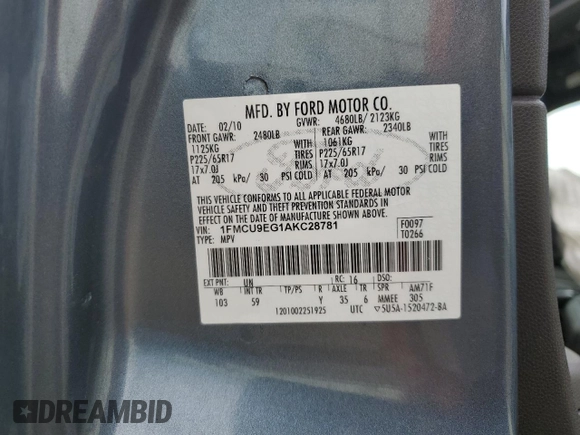 MFD. BY FORD MOTOR CO.
DATE: 02/10 GVWR: 4680LB/ 2123KG
FRONT GAWR: 2480LB REAR GAWR: 2340LB
1125KG WITH 1061KG WITH
P225/65R17 TIRES P225/65R17 TIRES
17x7.0J RIMS 17x7.0J RIMS
AT 205 kPa/ 30 PSI COLD AT 205 kPa/ 30 PSI COLD
THIS VEHICLE CONFORMS TO ALL APPLICABLE FEDERAL MOTOR
VEHICLE SAFETY AND THEFT PREVENTION STANDARDS IN
EFFECT ON THE DATE OF MANUFACTURE SHOWN ABOVE.
VIN: 1FMCU9EG1AKC28781 F0097
TYPE: MPV T0266
EXT PNT: UN RC: 16 DSO:
WB INT TR TP/PS R AXLE TR SPR AM71F
103 59 Y 35 6 MMEE 305
1201002251925 UTC ▽5U5A-1520472-BA
DREAMBID